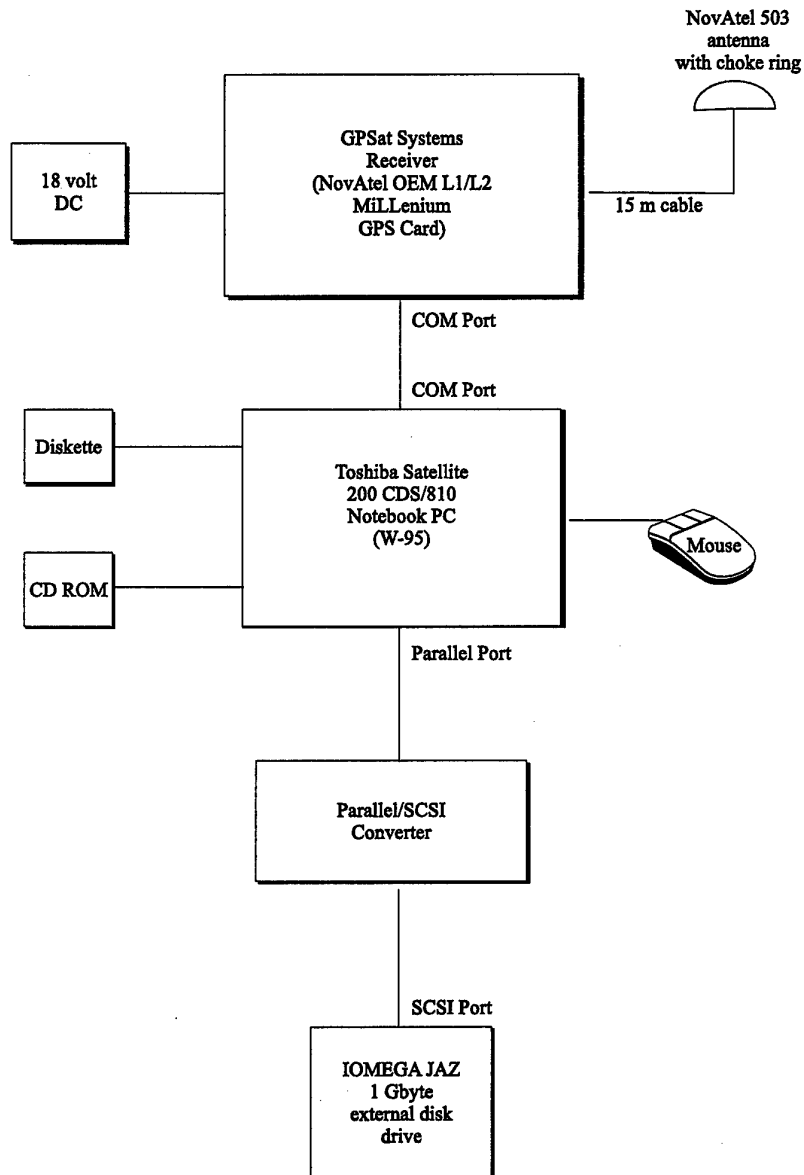 NovAtel 503
antenna
with choke ring
GPSat Systems
Receiver
(NovAtel OEM L1/L2
MiLLenium
GPS Card)
18 volt
DC
15 m cable
COM Port
COM Port
Diskette
Toshiba Satellite
200 CDS/810
Notebook PC
(W-95)
Mouse
CD ROM
Parallel Port
Parallel/SCSI
Converter
SCSI Port
IOMEGA JAZ
1 Gbyte
external disk
drive